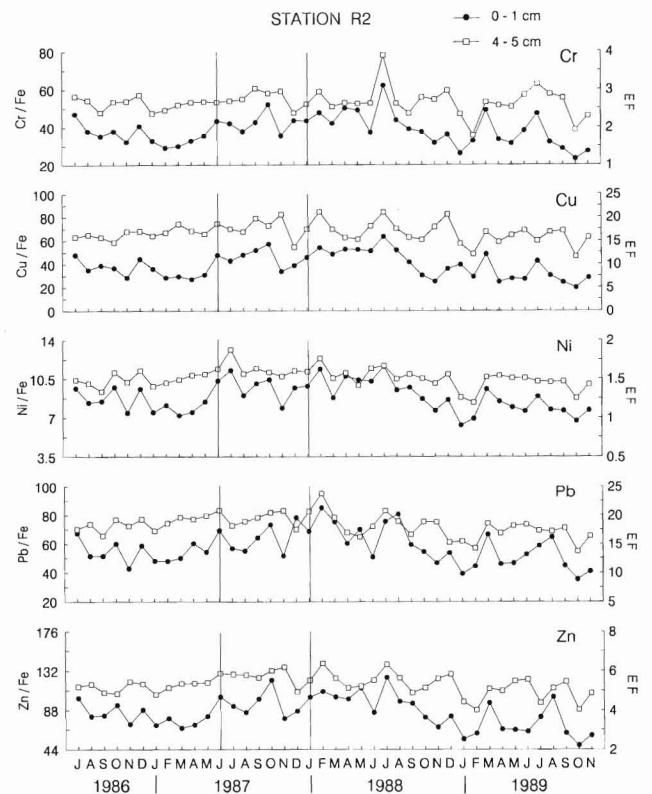 STATION R2
0 - 1 cm
4 - 5 cm
Cr
Cr / Fe
80
60
40
20
4
3
2
1
EF
Cu
Cu / Fe
100
80
60
40
20
0
25
20
15
10
5
0
EF
Ni
Ni / Fe
14
10.5
7
3.5
2
1.5
1
0.5
EF
Pb
Pb / Fe
100
80
60
40
20
25
20
15
10
5
EF
Zn
Zn / Fe
176
132
88
44
8
6
4
2
EF
J A S O N D J F M A M J J A S O N D J F M A M J J A S O N D J F M A M J J A S O N
1986 1987 1988 1989